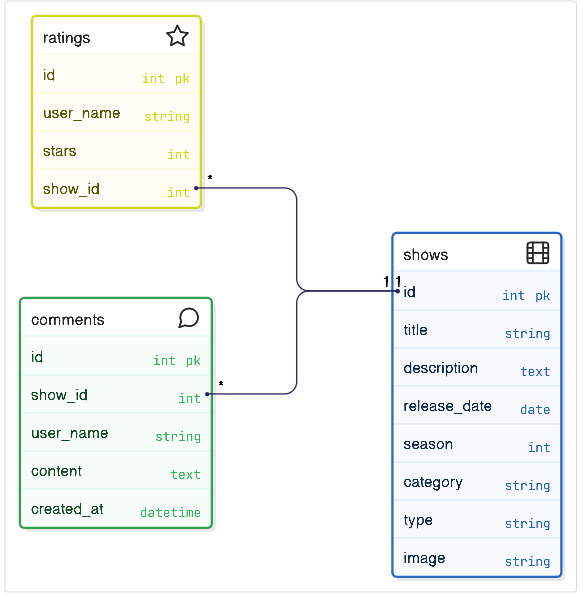 ratings
id int pk
user_name string
stars int
show_id int
*
comments
id int pk
show_id int
*
user_name string
content text
created_at datetime
shows
1 1
id int pk
title string
description text
release_date date
season int
category string
type string
image string